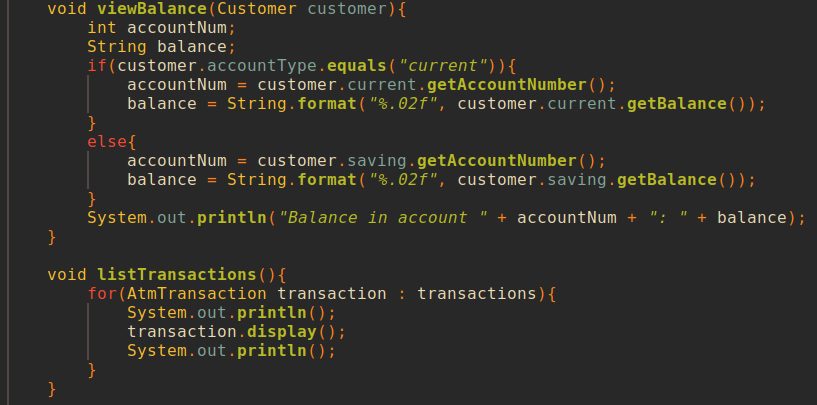 void viewBalance(Customer customer){
int accountNum;
String balance;
if(customer.accountType.equals("current")){
accountNum = customer.current.getAccountNumber();
balance = String.format("%.02f", customer.current.getBalance());
}
else{
accountNum = customer.saving.getAccountNumber();
balance = String.format("%.02f", customer.saving.getBalance());
}
System.out.println("Balance in account " + accountNum + ": " + balance);
}
void listTransactions(){
for(AtmTransaction transaction : transactions){
System.out.println();
transaction.display();
System.out.println();
}
}